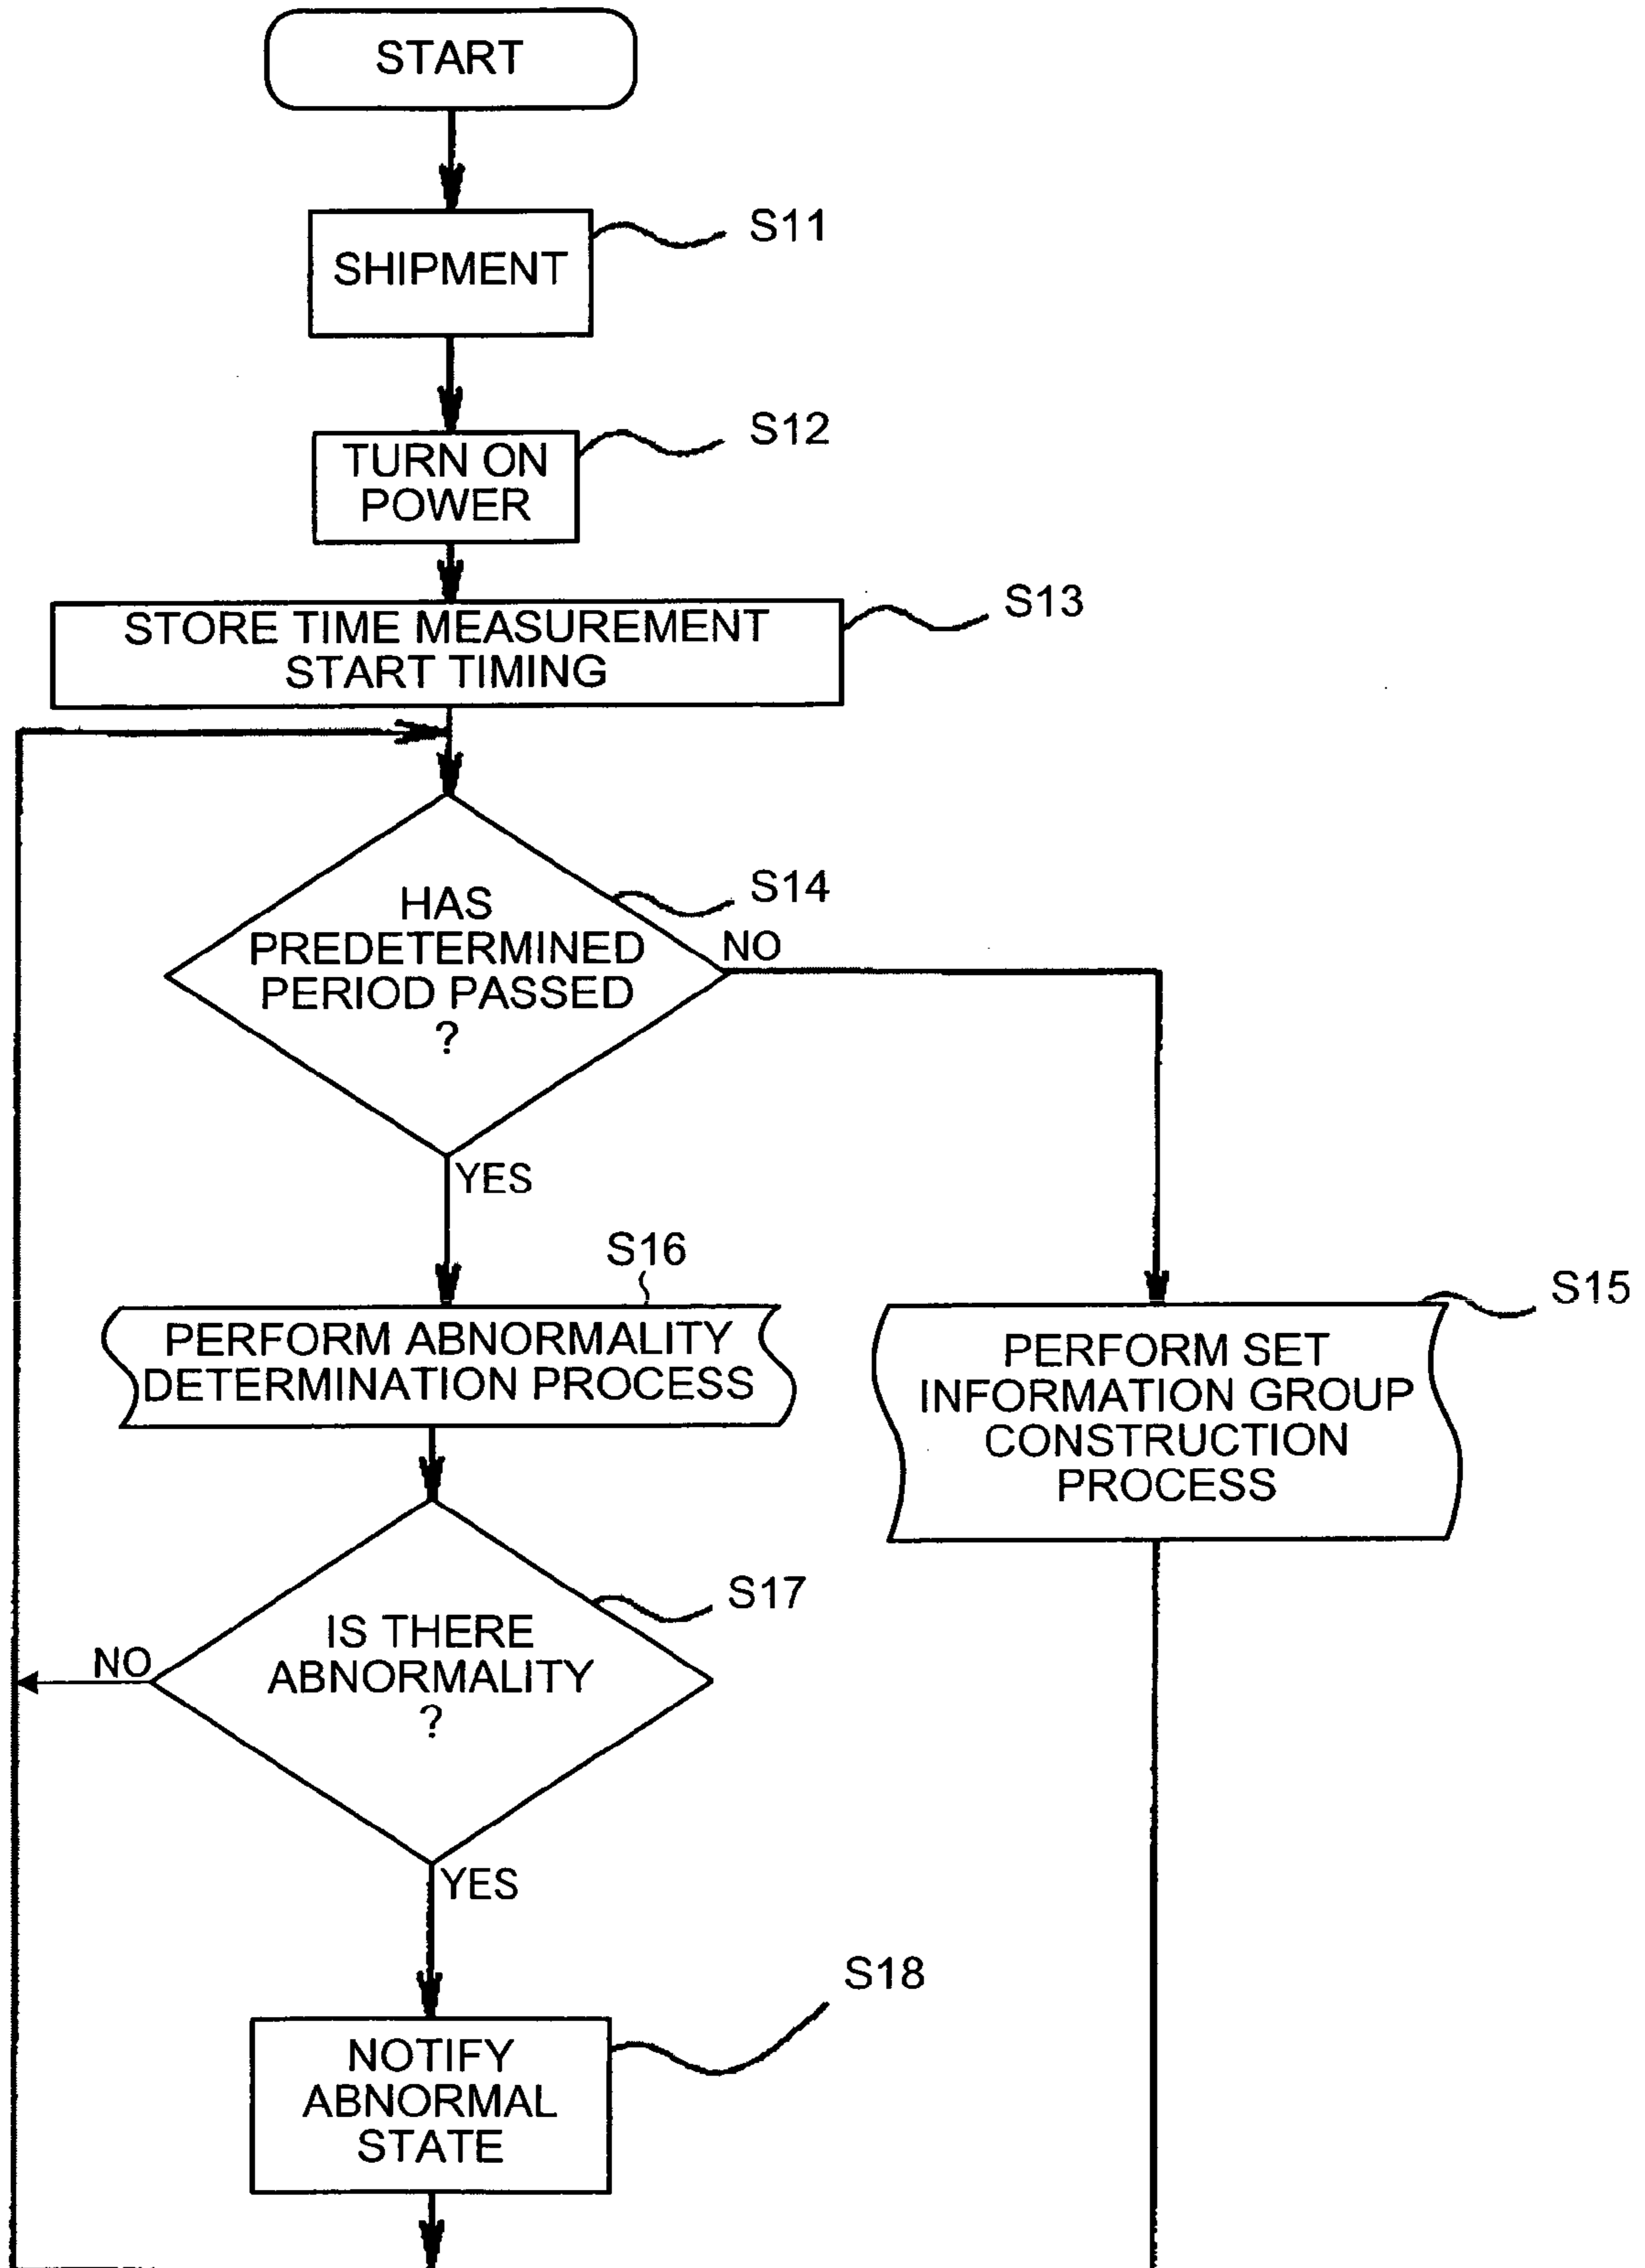 START
S11
SHIPMENT
S12
TURN ON
POWER
S13
STORE TIME MEASUREMENT
START TIMING
S14
HAS
PREDETERMINED
PERIOD PASSED
?
NO
YES
S16
PERFORM ABNORMALITY
DETERMINATION PROCESS
S15
PERFORM SET
INFORMATION GROUP
CONSTRUCTION
PROCESS
S17
IS THERE
ABNORMALITY
?
NO
YES
S18
NOTIFY
ABNORMAL
STATE